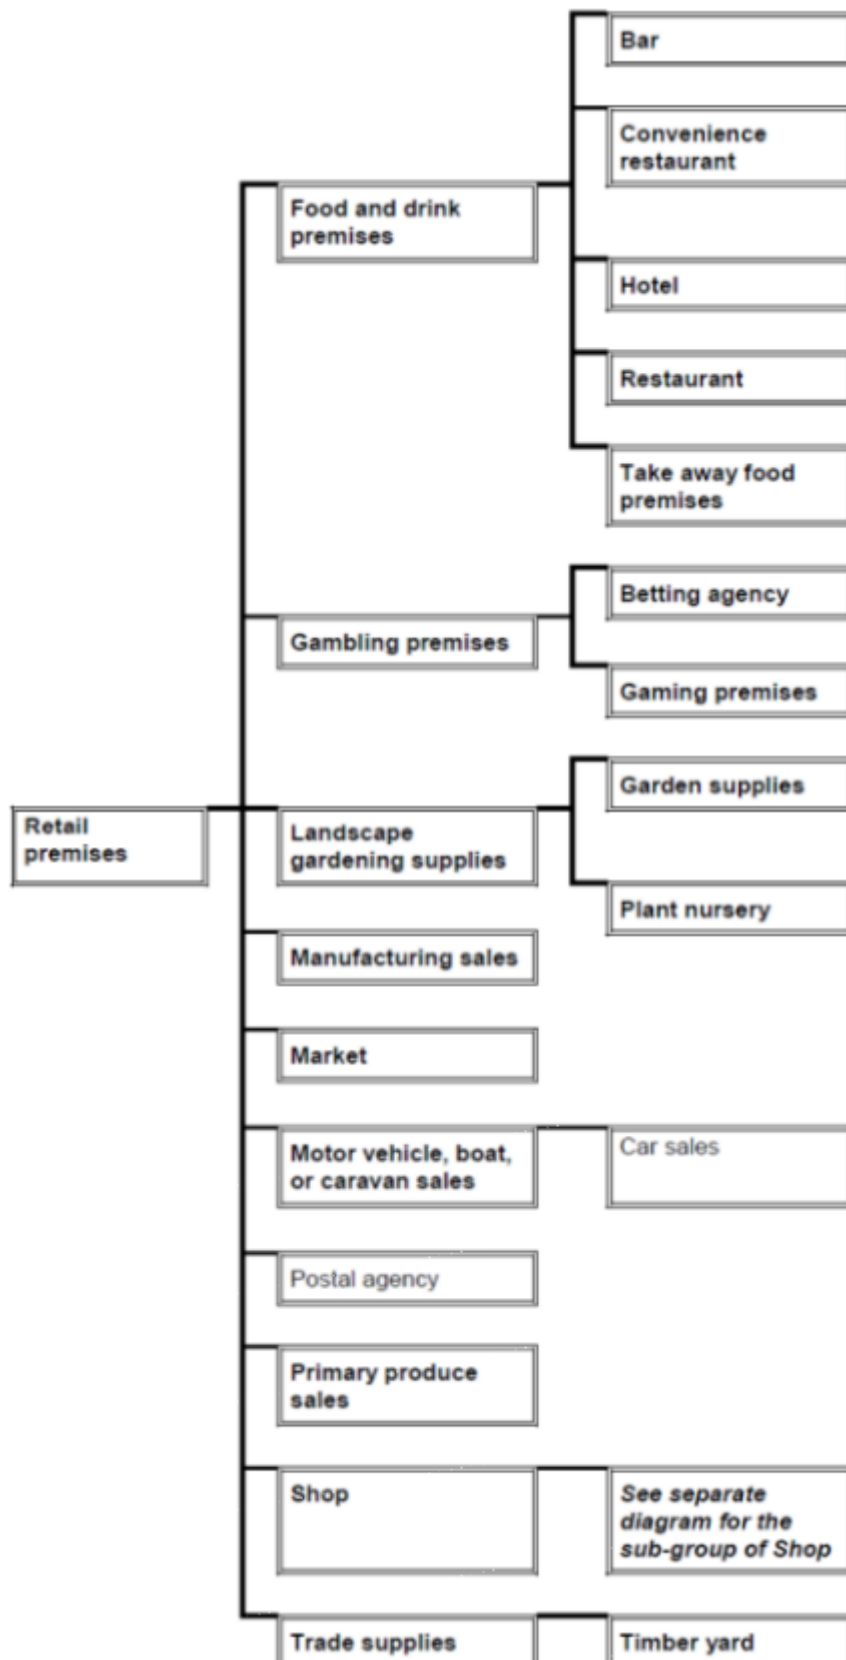 Bar
Convenience
restaurant
Food and drink
premises
Hotel
Restaurant
Take away food
premises
Betting agency
Gambling premises
Gaming premises
Garden supplies
Retail
premises
Landscape
gardening supplies
Plant nursery
Manufacturing sales
Market
Motor vehicle, boat,
or caravan sales
Car sales
Postal agency
Primary produce
sales
Shop
See separate
diagram for the
sub-group of Shop
Trade supplies
Timber yard